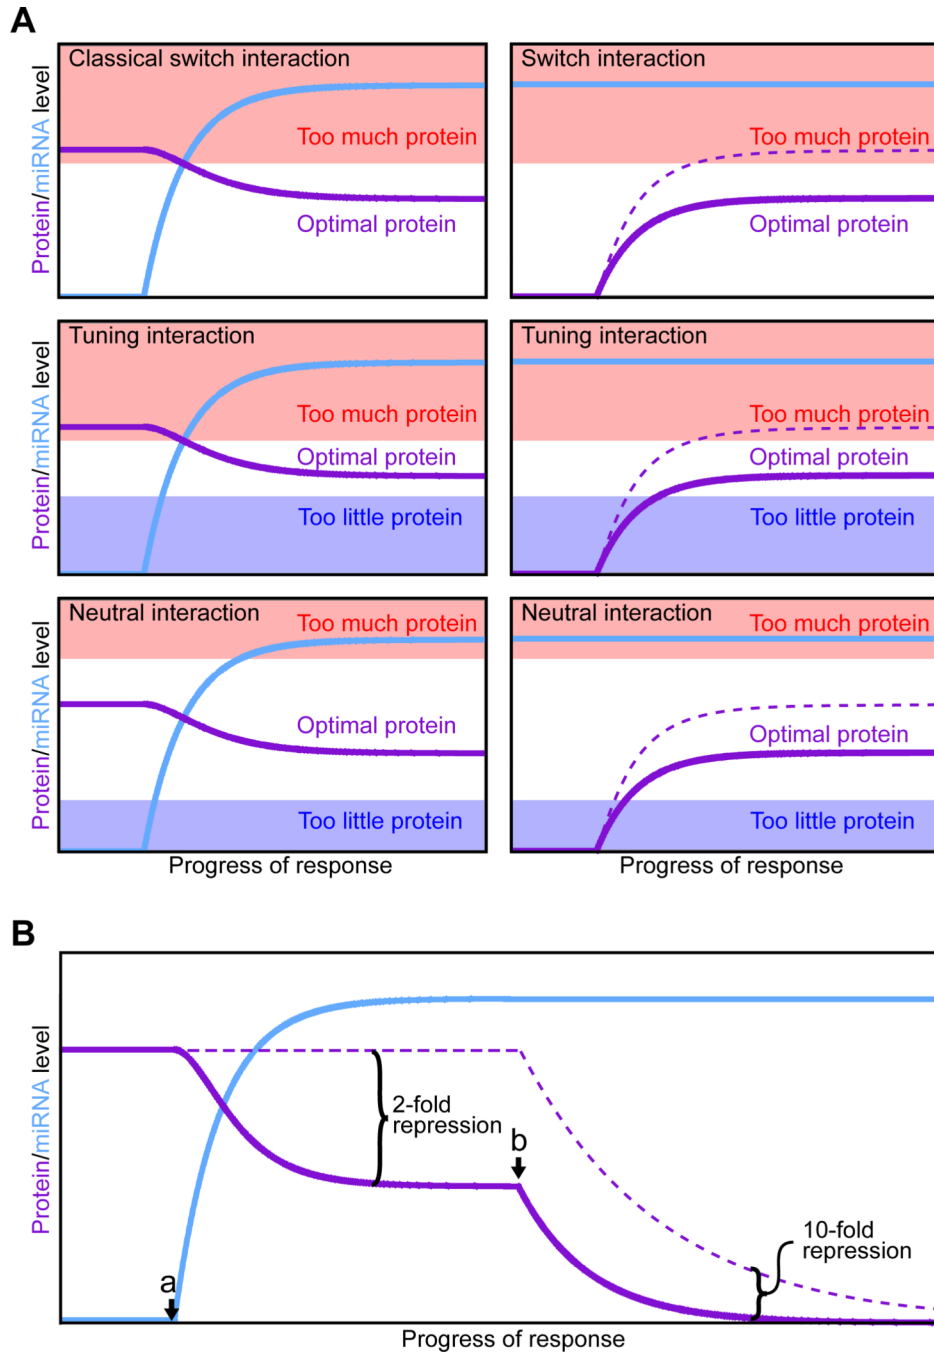 A
Classical switch interaction
Switch interaction
Too much protein
Too much protein
Optimal protein
Optimal protein
Protein/miRNA level
Tuning interaction
Tuning interaction
Too much protein
Too much protein
Optimal protein
Optimal protein
Too little protein
Too little protein
Protein/miRNA level
Neutral interaction
Too much protein
Neutral interaction
Too much protein
Optimal protein
Optimal protein
Too little protein
Too little protein
Protein/miRNA level
Progress of response
Progress of response
B
2-fold
repression
b
10-fold
repression
a
Protein/miRNA level
Progress of response